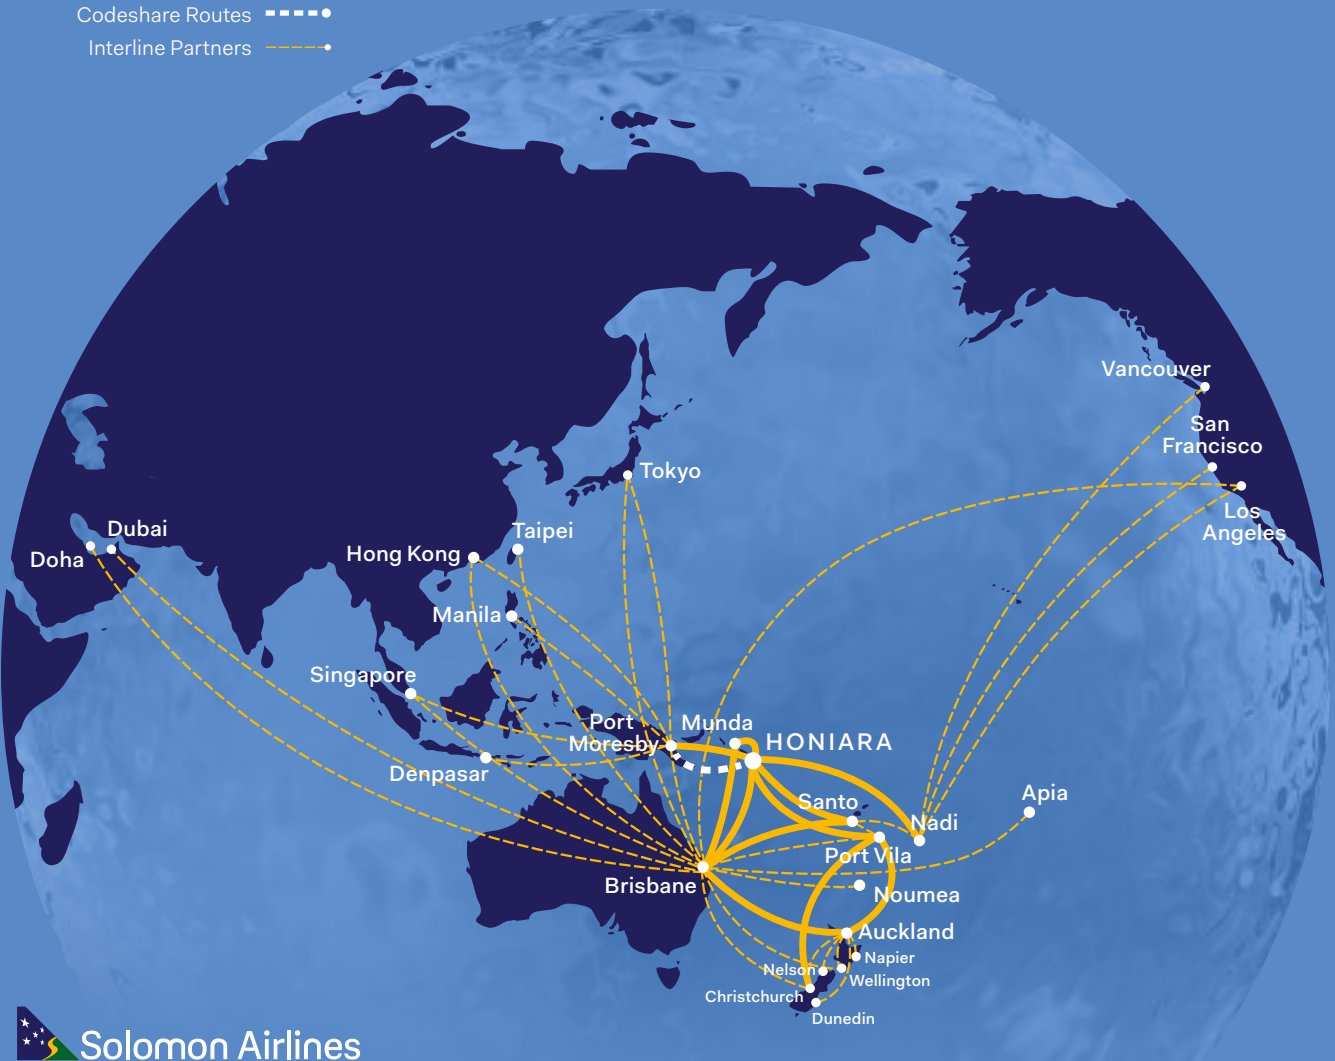 Codeshare Routes
Interline Partners
Vancouver
San
Francisco
Los
Angeles
Tokyo
Dubai
Doha
Taipei
Hong Kong
Manila
Singapore
Port
Moresby
Munda
HONIARA
Denpasar
Santo
Apia
Nadi
Port Vila
Brisbane
Noumea
Auckland
Napier
Nelson
Wellington
Christchurch
Dunedin
Solomon Airlines